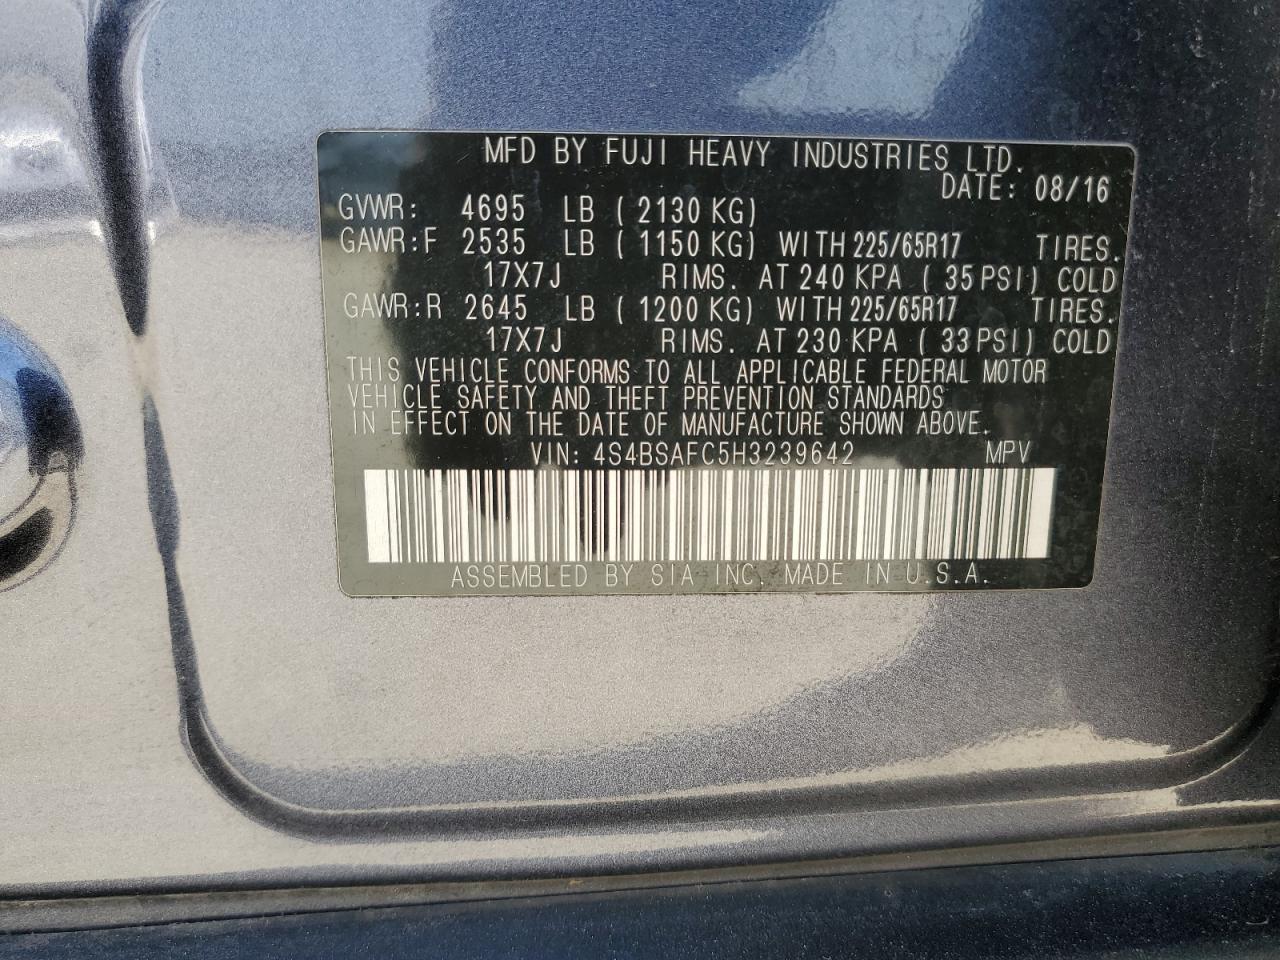 MFD BY FUJI HEAVY INDUSTRIES LTD.
DATE: 08/16
GVWR: 4695 LB ( 2130 KG)
GAWR:F 2535 LB ( 1150 KG) WITH 225/65R17 TIRES.
17X7J RIMS. AT 240 KPA ( 35 PSI) COLD
GAWR:R 2645 LB ( 1200 KG) WITH 225/65R17 TIRES.
17X7J RIMS. AT 230 KPA ( 33 PSI) COLD
THIS VEHICLE CONFORMS TO ALL APPLICABLE FEDERAL MOTOR
VEHICLE SAFETY AND THEFT PREVENTION STANDARDS
IN EFFECT ON THE DATE OF MANUFACTURE SHOWN ABOVE.
VIN: 4S4BSAFC5H3239642 MPV
ASSEMBLED BY SIA INC. MADE IN U.S.A.